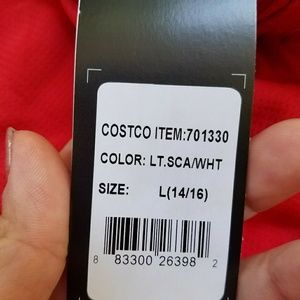 COSTCO ITEM:701330
COLOR: LT.SCA/WHT
SIZE: L(14/16)
8 83300 26398 2